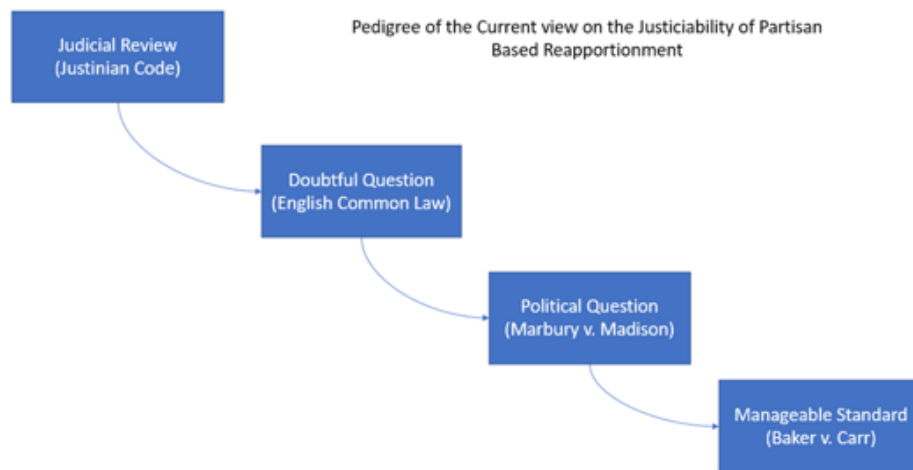 Pedigree of the Current view on the Justiciability of Partisan
Based Reapportionment
Judicial Review
(Justinian Code)
Doubtful Question
(English Common Law)
Political Question
(Marbury v. Madison)
Manageable Standard
(Baker v. Carr)